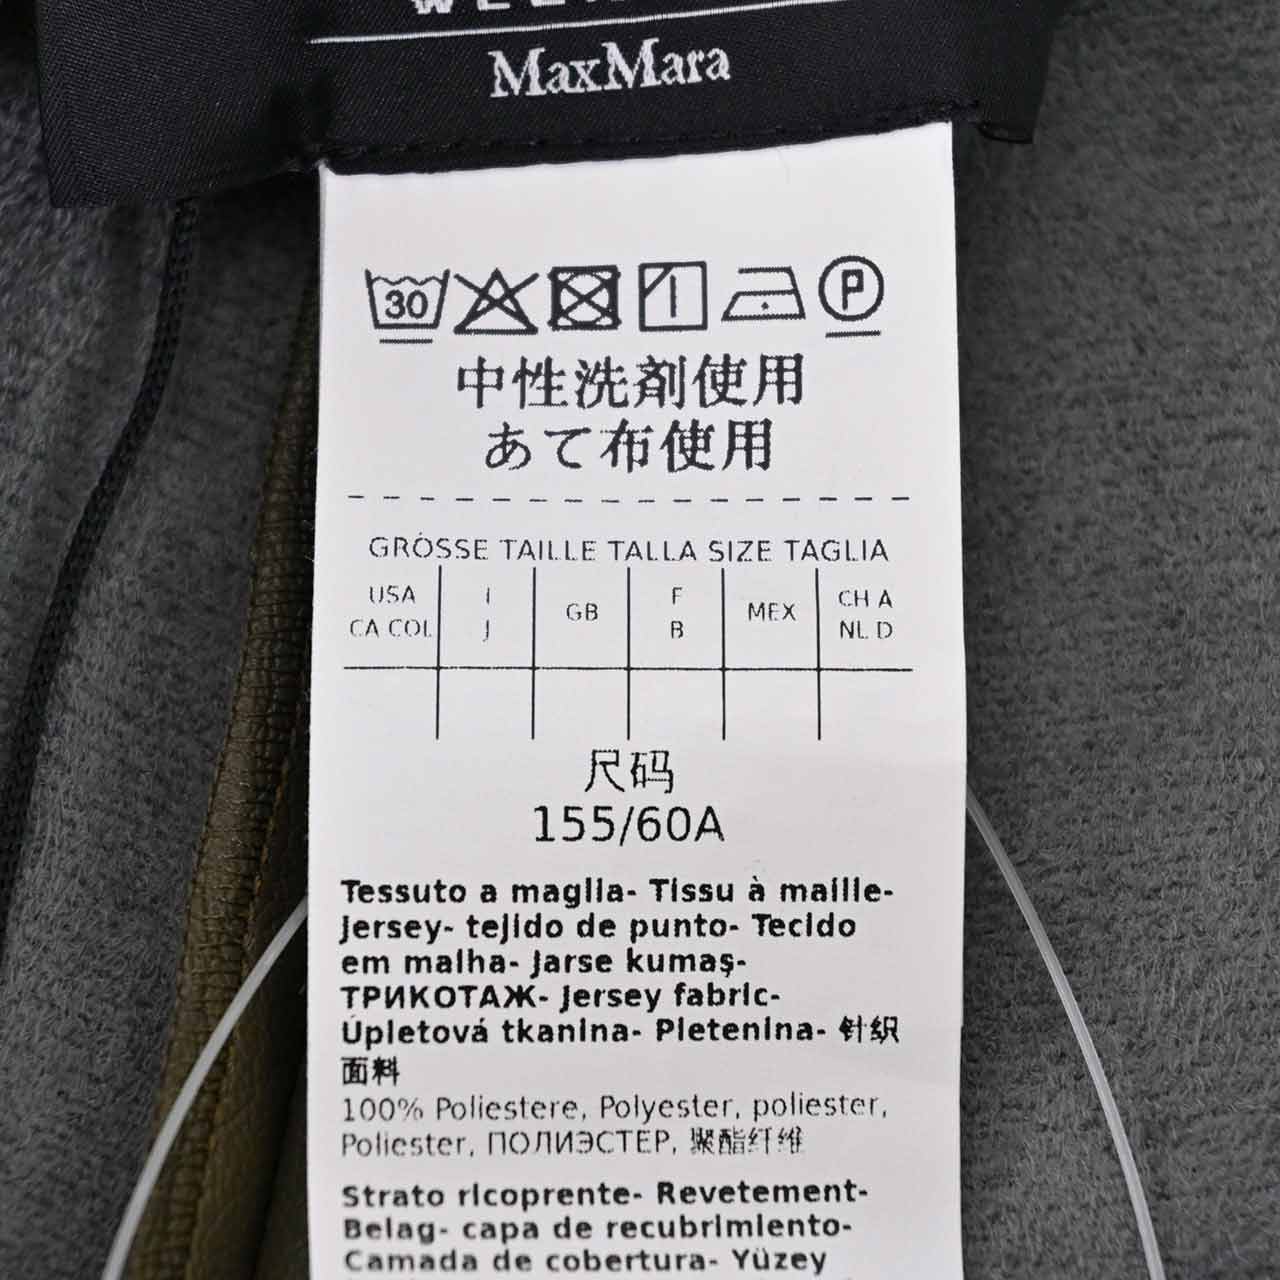 MaxMara
30
P
中性洗剤使用
あて布使用
GRÖSSE TAILLE TALLA SIZE TAGLIA
USA I GB F MEX CH A
CA COL J B NL D
尺码
155/60A
Tessuto a maglia- Tissu à maille-
Jersey- tejido de punto- Tecido
em malha- Jarse kumaş-
ТРИКОТАЖ- Jersey fabric-
Úpletová tkanina- Pletenina- 针织
面料
100% Poliestere, Polyester, poliester,
Poliester, ПОЛИЭСТЕР, 聚酯纤维
Strato ricoprente- Revetement-
Belag- capa de recubrimiento-
Camada de cobertura- Yüzey